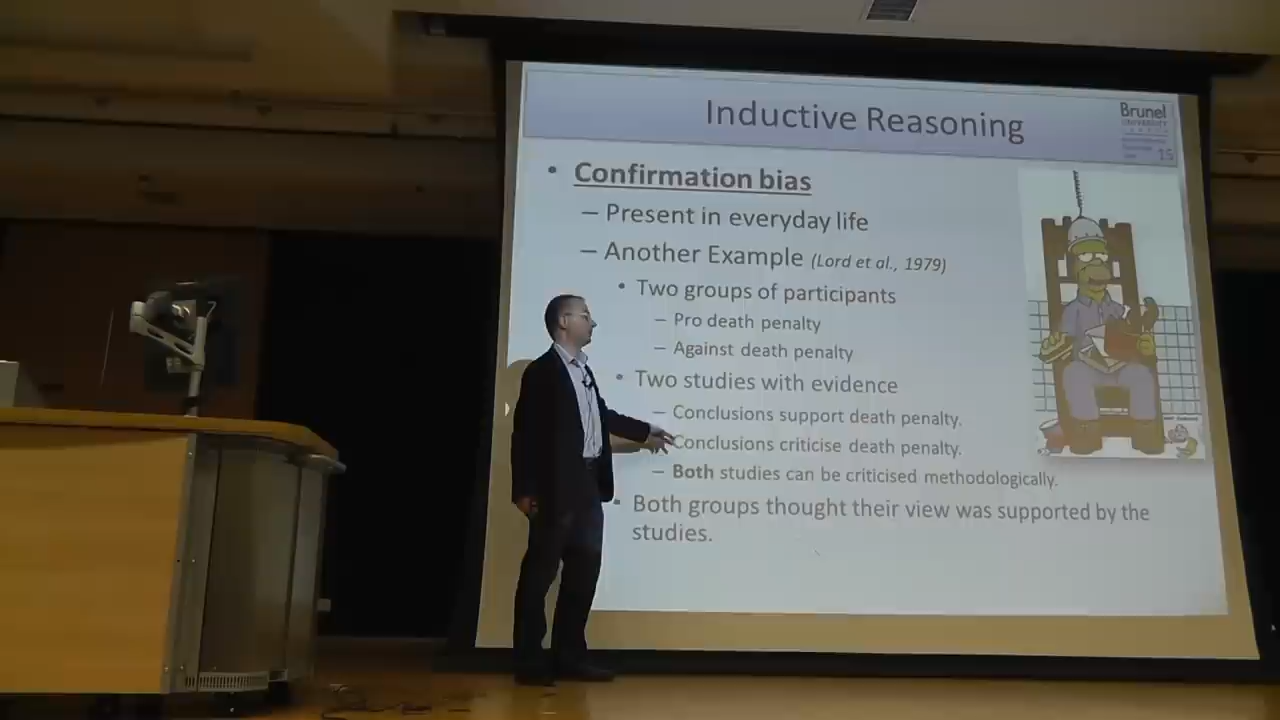 Inductive Reasoning
Brunel
UNIVERSITY
LONDON
15
• Confirmation bias
– Present in everyday life
– Another Example (Lord et al., 1979)
• Two groups of participants
– Pro death penalty
– Against death penalty
• Two studies with evidence
– Conclusions support death penalty.
Conclusions criticise death penalty.
– Both studies can be criticised methodologically.
• Both groups thought their view was supported by the
studies.